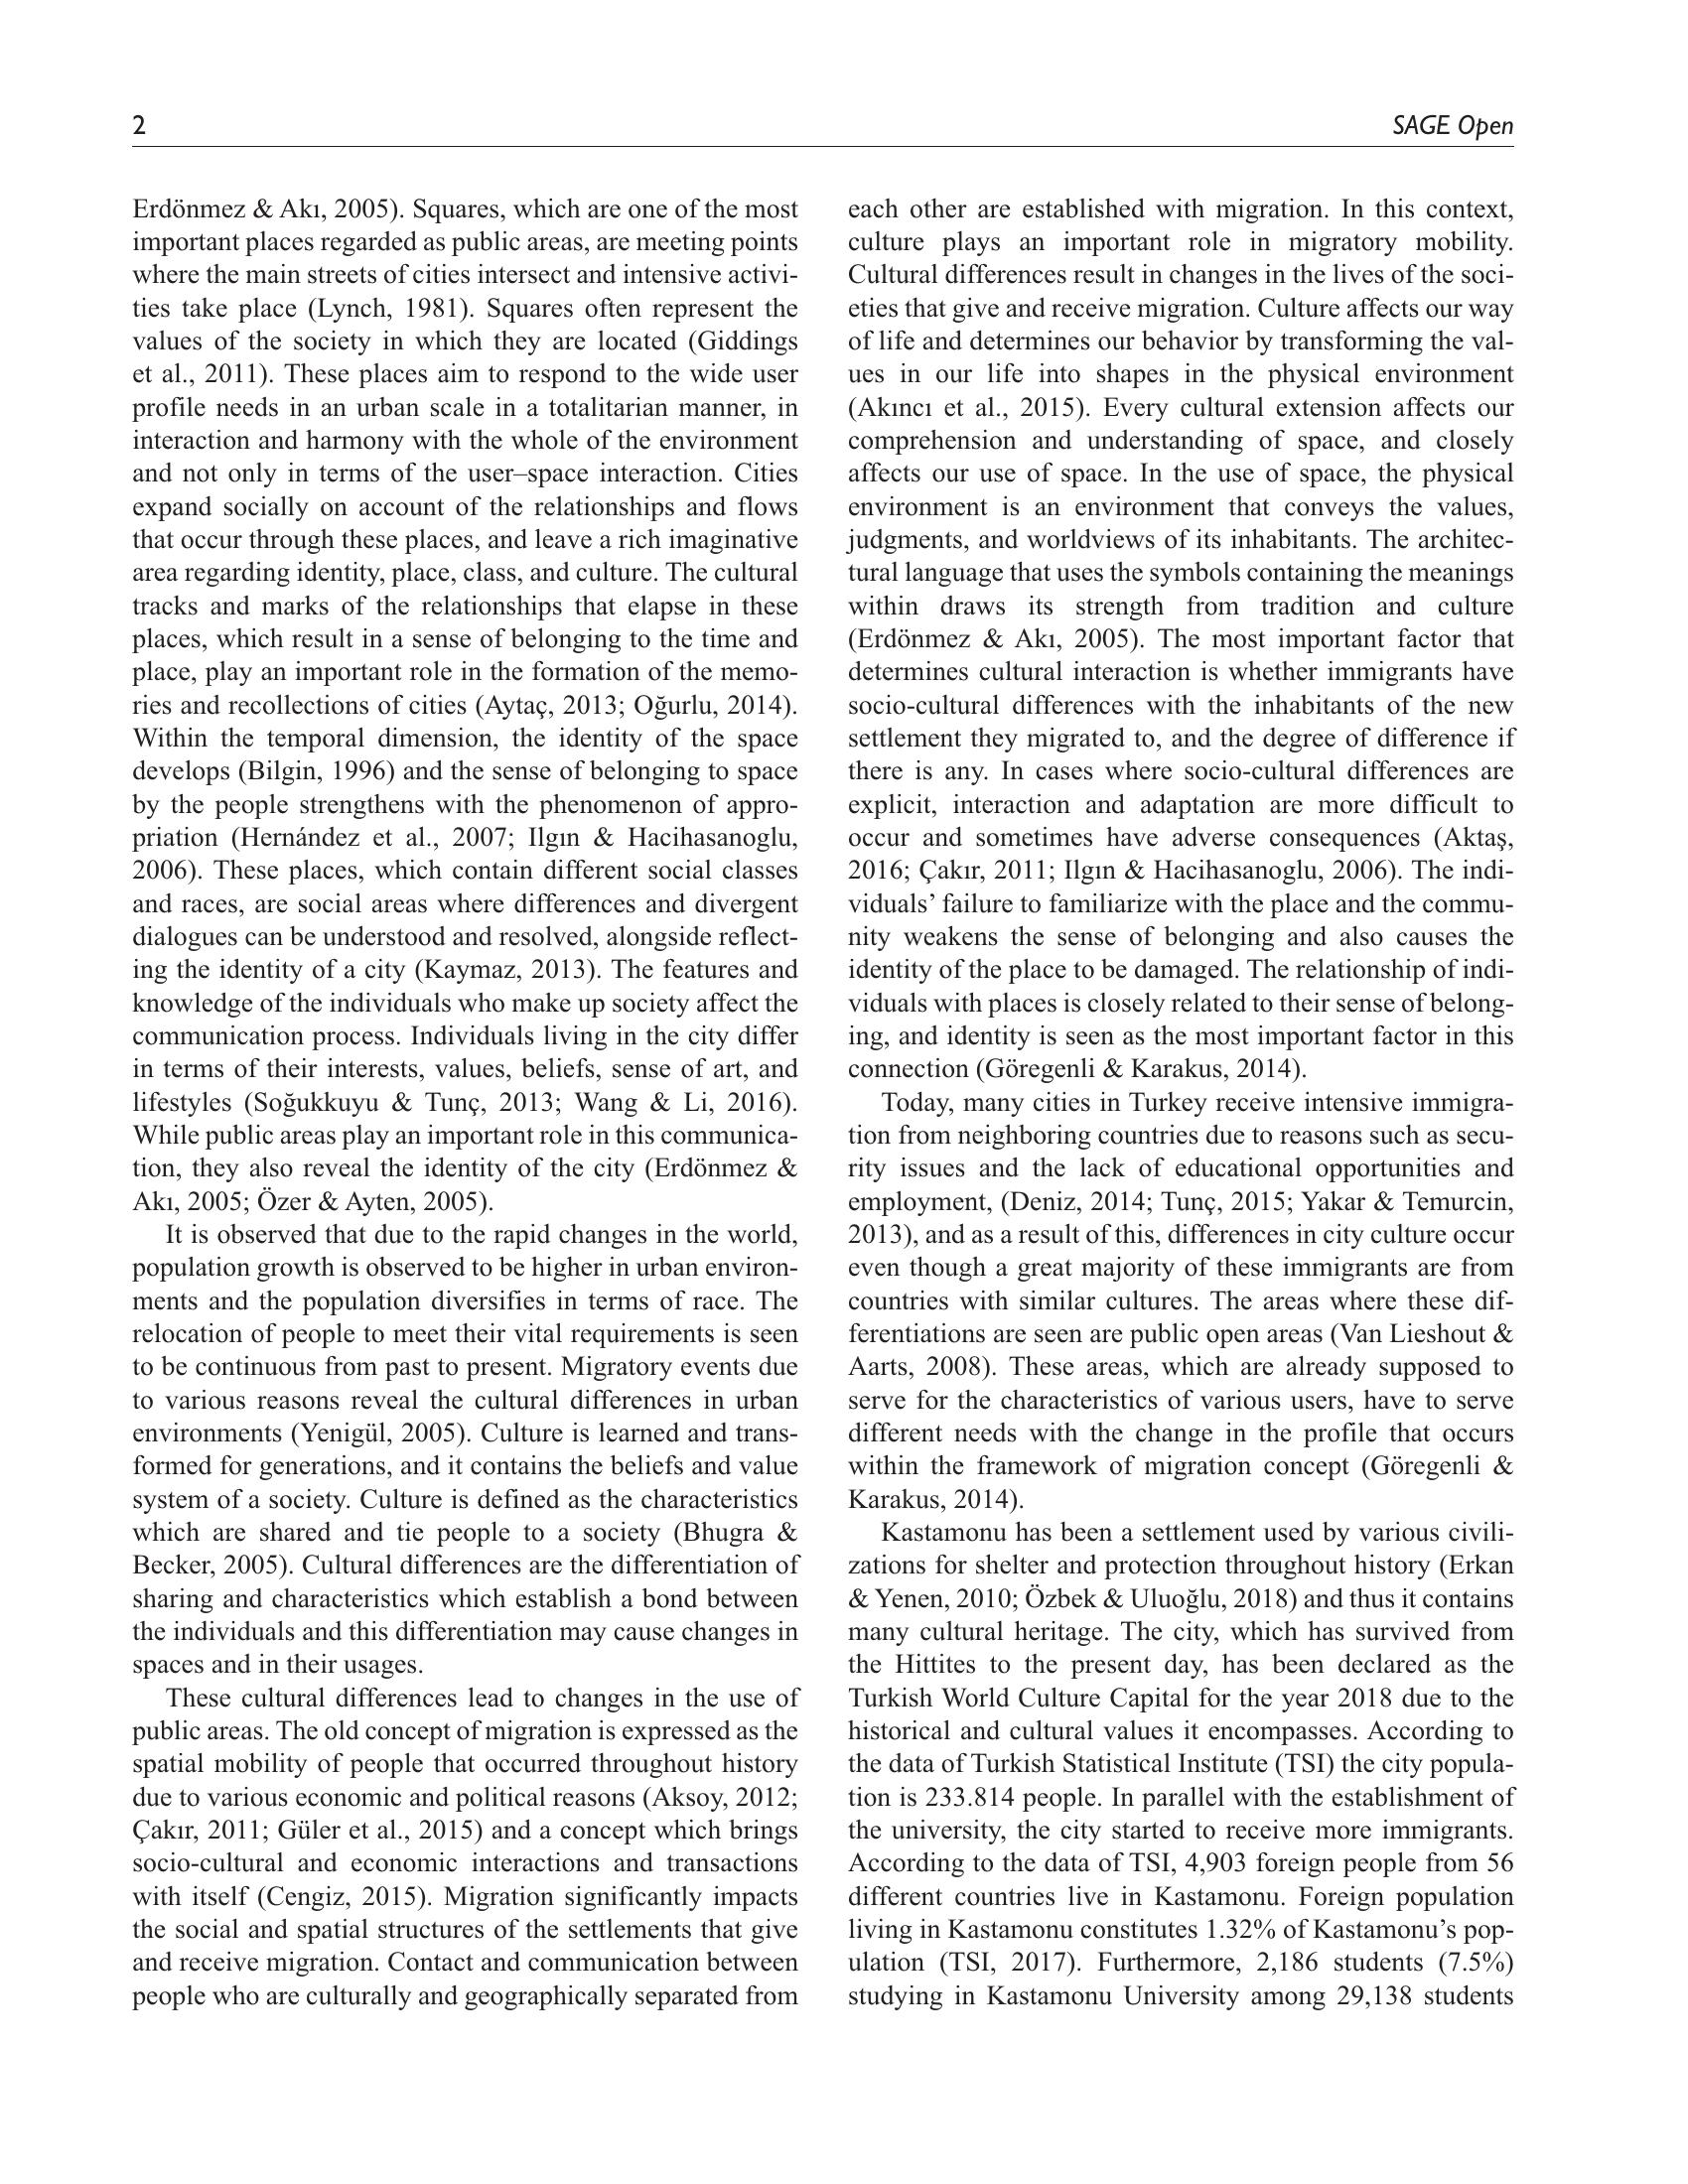 2
SAGE Open
Erdönmez & Akı, 2005). Squares, which are one of the most
important places regarded as public areas, are meeting points
where the main streets of cities intersect and intensive activi-
ties take place (Lynch, 1981). Squares often represent the
values of the society in which they are located (Giddings
et al., 2011). These places aim to respond to the wide user
profile needs in an urban scale in a totalitarian manner, in
interaction and harmony with the whole of the environment
and not only in terms of the user–space interaction. Cities
expand socially on account of the relationships and flows
that occur through these places, and leave a rich imaginative
area regarding identity, place, class, and culture. The cultural
tracks and marks of the relationships that elapse in these
places, which result in a sense of belonging to the time and
place, play an important role in the formation of the memo-
ries and recollections of cities (Aytaç, 2013; Oğurlu, 2014).
Within the temporal dimension, the identity of the space
develops (Bilgin, 1996) and the sense of belonging to space
by the people strengthens with the phenomenon of appro-
priation (Hernández et al., 2007; Ilgın & Hacihasanoglu,
2006). These places, which contain different social classes
and races, are social areas where differences and divergent
dialogues can be understood and resolved, alongside reflect-
ing the identity of a city (Kaymaz, 2013). The features and
knowledge of the individuals who make up society affect the
communication process. Individuals living in the city differ
in terms of their interests, values, beliefs, sense of art, and
lifestyles (Soğukkuyu & Tunç, 2013; Wang & Li, 2016).
While public areas play an important role in this communica-
tion, they also reveal the identity of the city (Erdönmez &
Akı, 2005; Özer & Ayten, 2005).
It is observed that due to the rapid changes in the world,
population growth is observed to be higher in urban environ-
ments and the population diversifies in terms of race. The
relocation of people to meet their vital requirements is seen
to be continuous from past to present. Migratory events due
to various reasons reveal the cultural differences in urban
environments (Yenigül, 2005). Culture is learned and trans-
formed for generations, and it contains the beliefs and value
system of a society. Culture is defined as the characteristics
which are shared and tie people to a society (Bhugra &
Becker, 2005). Cultural differences are the differentiation of
sharing and characteristics which establish a bond between
the individuals and this differentiation may cause changes in
spaces and in their usages.
These cultural differences lead to changes in the use of
public areas. The old concept of migration is expressed as the
spatial mobility of people that occurred throughout history
due to various economic and political reasons (Aksoy, 2012;
Çakır, 2011; Güler et al., 2015) and a concept which brings
socio-cultural and economic interactions and transactions
with itself (Cengiz, 2015). Migration significantly impacts
the social and spatial structures of the settlements that give
and receive migration. Contact and communication between
people who are culturally and geographically separated from
each other are established with migration. In this context,
culture plays an important role in migratory mobility.
Cultural differences result in changes in the lives of the soci-
eties that give and receive migration. Culture affects our way
of life and determines our behavior by transforming the val-
ues in our life into shapes in the physical environment
(Akıncı et al., 2015). Every cultural extension affects our
comprehension and understanding of space, and closely
affects our use of space. In the use of space, the physical
environment is an environment that conveys the values,
judgments, and worldviews of its inhabitants. The architec-
tural language that uses the symbols containing the meanings
within draws its strength from tradition and culture
(Erdönmez & Akı, 2005). The most important factor that
determines cultural interaction is whether immigrants have
socio-cultural differences with the inhabitants of the new
settlement they migrated to, and the degree of difference if
there is any. In cases where socio-cultural differences are
explicit, interaction and adaptation are more difficult to
occur and sometimes have adverse consequences (Aktaş,
2016; Çakır, 2011; Ilgın & Hacihasanoglu, 2006). The indi-
viduals’ failure to familiarize with the place and the commu-
nity weakens the sense of belonging and also causes the
identity of the place to be damaged. The relationship of indi-
viduals with places is closely related to their sense of belong-
ing, and identity is seen as the most important factor in this
connection (Göregenli & Karakus, 2014).
Today, many cities in Turkey receive intensive immigra-
tion from neighboring countries due to reasons such as secu-
rity issues and the lack of educational opportunities and
employment, (Deniz, 2014; Tunç, 2015; Yakar & Temurcin,
2013), and as a result of this, differences in city culture occur
even though a great majority of these immigrants are from
countries with similar cultures. The areas where these dif-
ferentiations are seen are public open areas (Van Lieshout &
Aarts, 2008). These areas, which are already supposed to
serve for the characteristics of various users, have to serve
different needs with the change in the profile that occurs
within the framework of migration concept (Göregenli &
Karakus, 2014).
Kastamonu has been a settlement used by various civili-
zations for shelter and protection throughout history (Erkan
& Yenen, 2010; Özbek & Uluoğlu, 2018) and thus it contains
many cultural heritage. The city, which has survived from
the Hittites to the present day, has been declared as the
Turkish World Culture Capital for the year 2018 due to the
historical and cultural values it encompasses. According to
the data of Turkish Statistical Institute (TSI) the city popula-
tion is 233.814 people. In parallel with the establishment of
the university, the city started to receive more immigrants.
According to the data of TSI, 4,903 foreign people from 56
different countries live in Kastamonu. Foreign population
living in Kastamonu constitutes 1.32% of Kastamonu’s pop-
ulation (TSI, 2017). Furthermore, 2,186 students (7.5%)
studying in Kastamonu University among 29,138 students